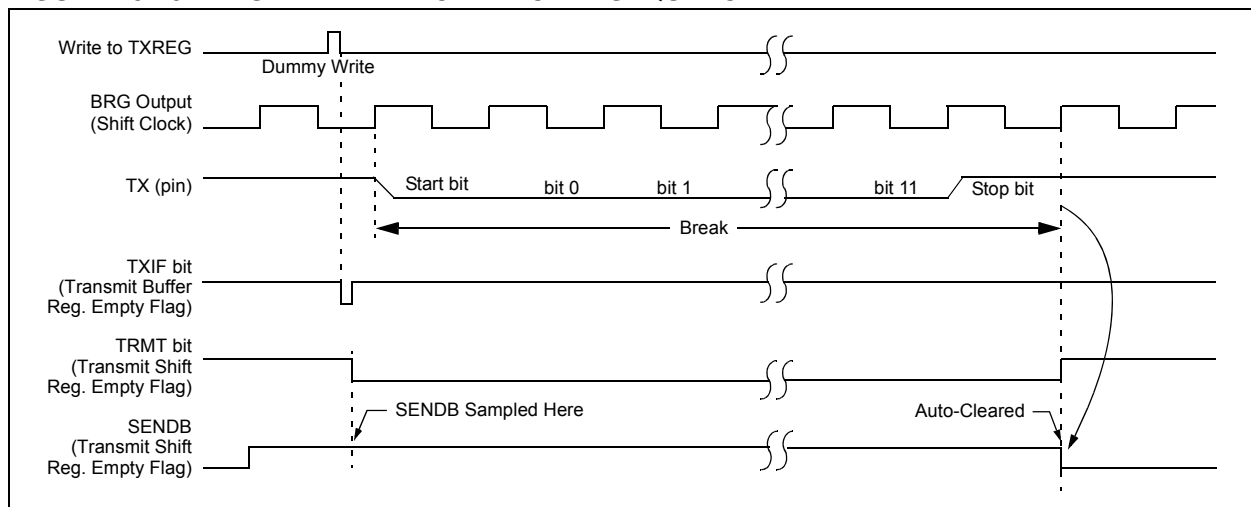 Write to TXREG
Dummy Write
BRG Output
(Shift Clock)
TX (pin)
Start bit
bit 0
bit 1
bit 11
Stop bit
Break
TXIF bit
(Transmit Buffer
Reg. Empty Flag)
TRMT bit
(Transmit Shift
Reg. Empty Flag)
SENDB Sampled Here
Auto-Cleared
SENDB
(Transmit Shift
Reg. Empty Flag)